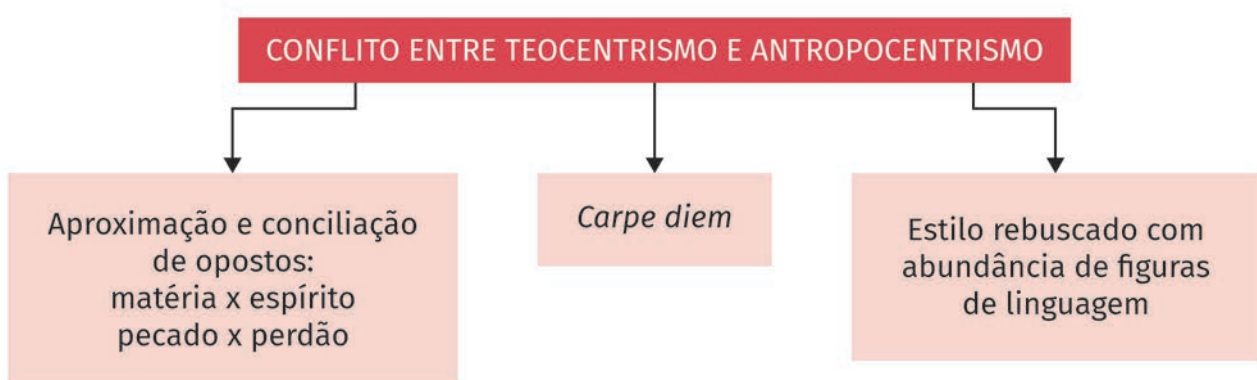 CONFLITO ENTRE TEOCENTRISMO E ANTROPOCENTRISMO
Aproximação e conciliação
de opostos:
matéria x espírito
pecado x perdão
Carpe diem
Estilo rebuscado com
abundância de figuras
de linguagem